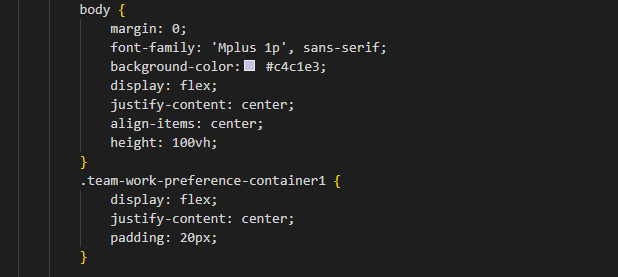 body {
margin: 0;
font-family: 'Mplus 1p', sans-serif;
background-color: #c4c1e3;
display: flex;
justify-content: center;
align-items: center;
height: 100vh;
}
.team-work-preference-container1 {
display: flex;
justify-content: center;
padding: 20px;
}